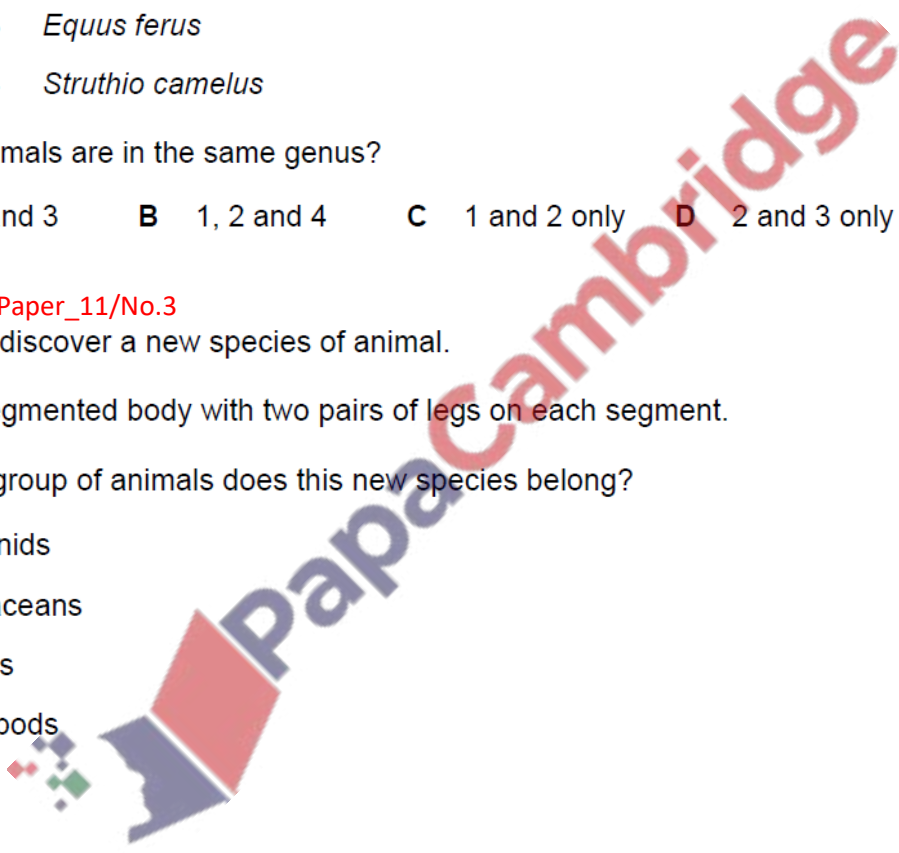 Equus ferus
Struthio camelus
mals are in the same genus?
nd 3 B 1, 2 and 4 C 1 and 2 only D 2 and 3 only
Paper_11/No.3
discover a new species of animal.
gmented body with two pairs of legs on each segment.
group of animals does this new species belong?
nids
ceans
s
pods
PapaCambridge